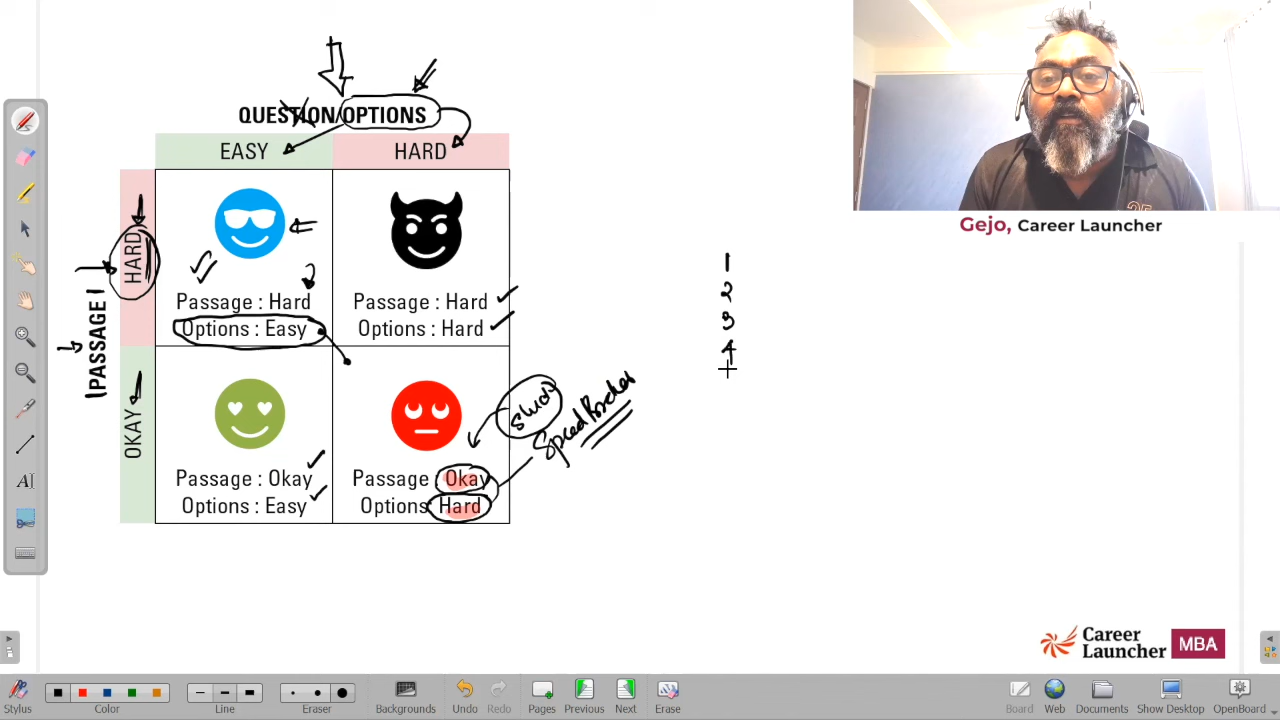 QUESTION/OPTIONS
EASY
HARD
PASSAGE
HARD
Passage : Hard
Options : Easy
Passage : Hard
Options : Hard
OKAY
Passage : Okay
Options : Easy
Passage : Okay
Options : Hard
Speed
1
2
3
4
Gejo, Career Launcher
Career
Launcher
MBA
Stylus
Color
Line
Eraser
Backgrounds
Undo
Redo
Pages
Previous
Next
Erase
Board
Web
Documents
Show Desktop
OpenBoard